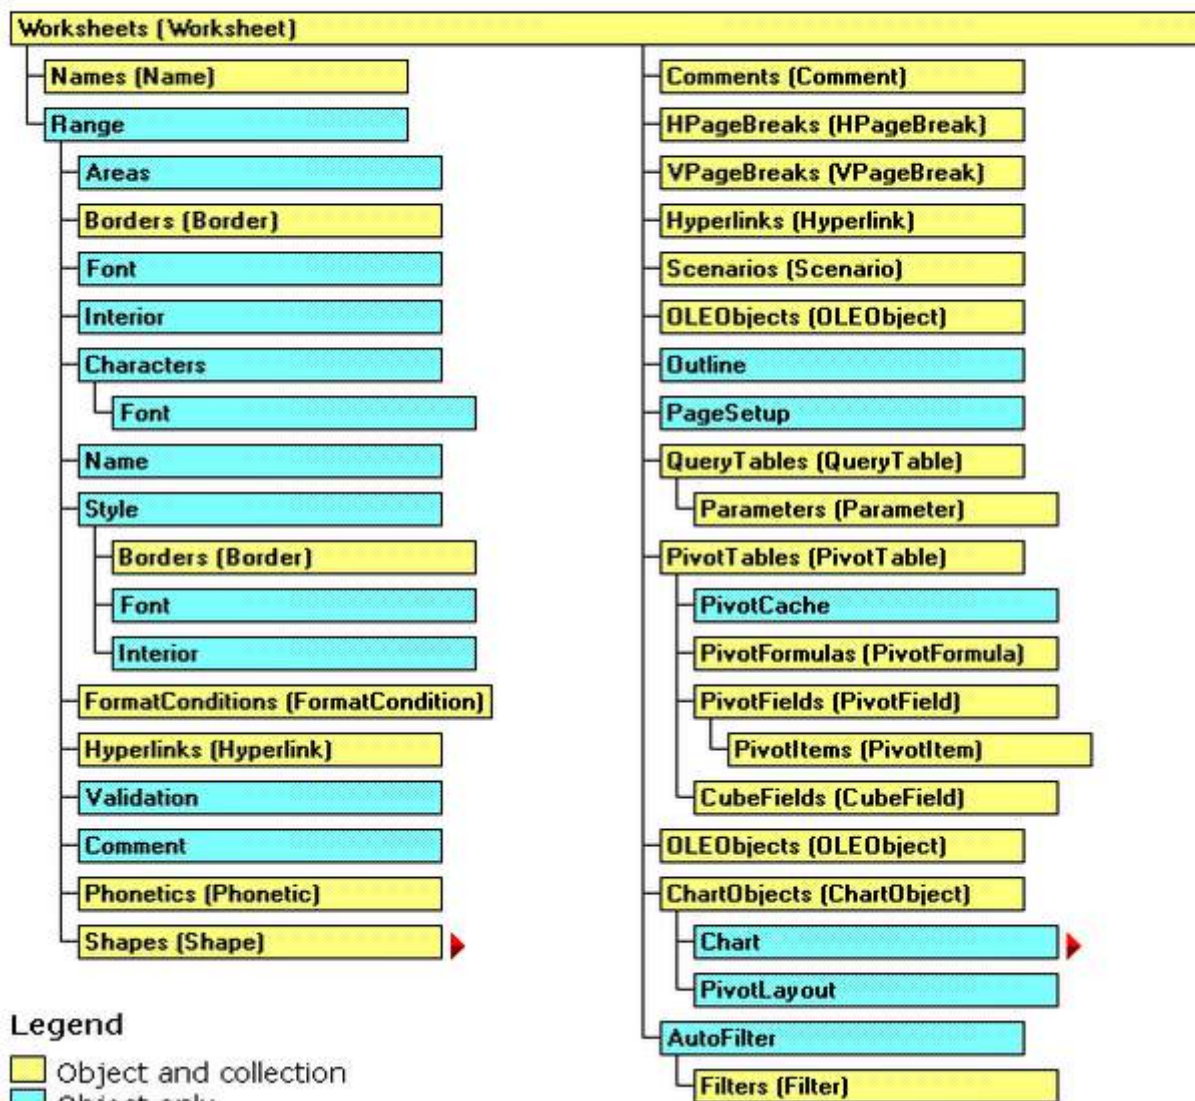 Worksheets (Worksheet)
Names (Name)
Range
Areas
Borders (Border)
Font
Interior
Characters
Font
Name
Style
Borders (Border)
Font
Interior
FormatConditions (FormatCondition)
Hyperlinks (Hyperlink)
Validation
Comment
Phonetics (Phonetic)
Shapes (Shape)
Comments (Comment)
HPageBreaks (HPageBreak)
VPageBreaks (VPageBreak)
Hyperlinks (Hyperlink)
Scenarios (Scenario)
OLEObjects (OLEObject)
Outline
PageSetup
QueryTables (QueryTable)
Parameters (Parameter)
PivotTables (PivotTable)
PivotCache
PivotFormulas (PivotFormula)
PivotFields (PivotField)
PivotItems (PivotItem)
CubeFields (CubeField)
OLEObjects (OLEObject)
ChartObjects (ChartObject)
Chart
PivotLayout
AutoFilter
Filters (Filter)
Legend
Object and collection
Object only